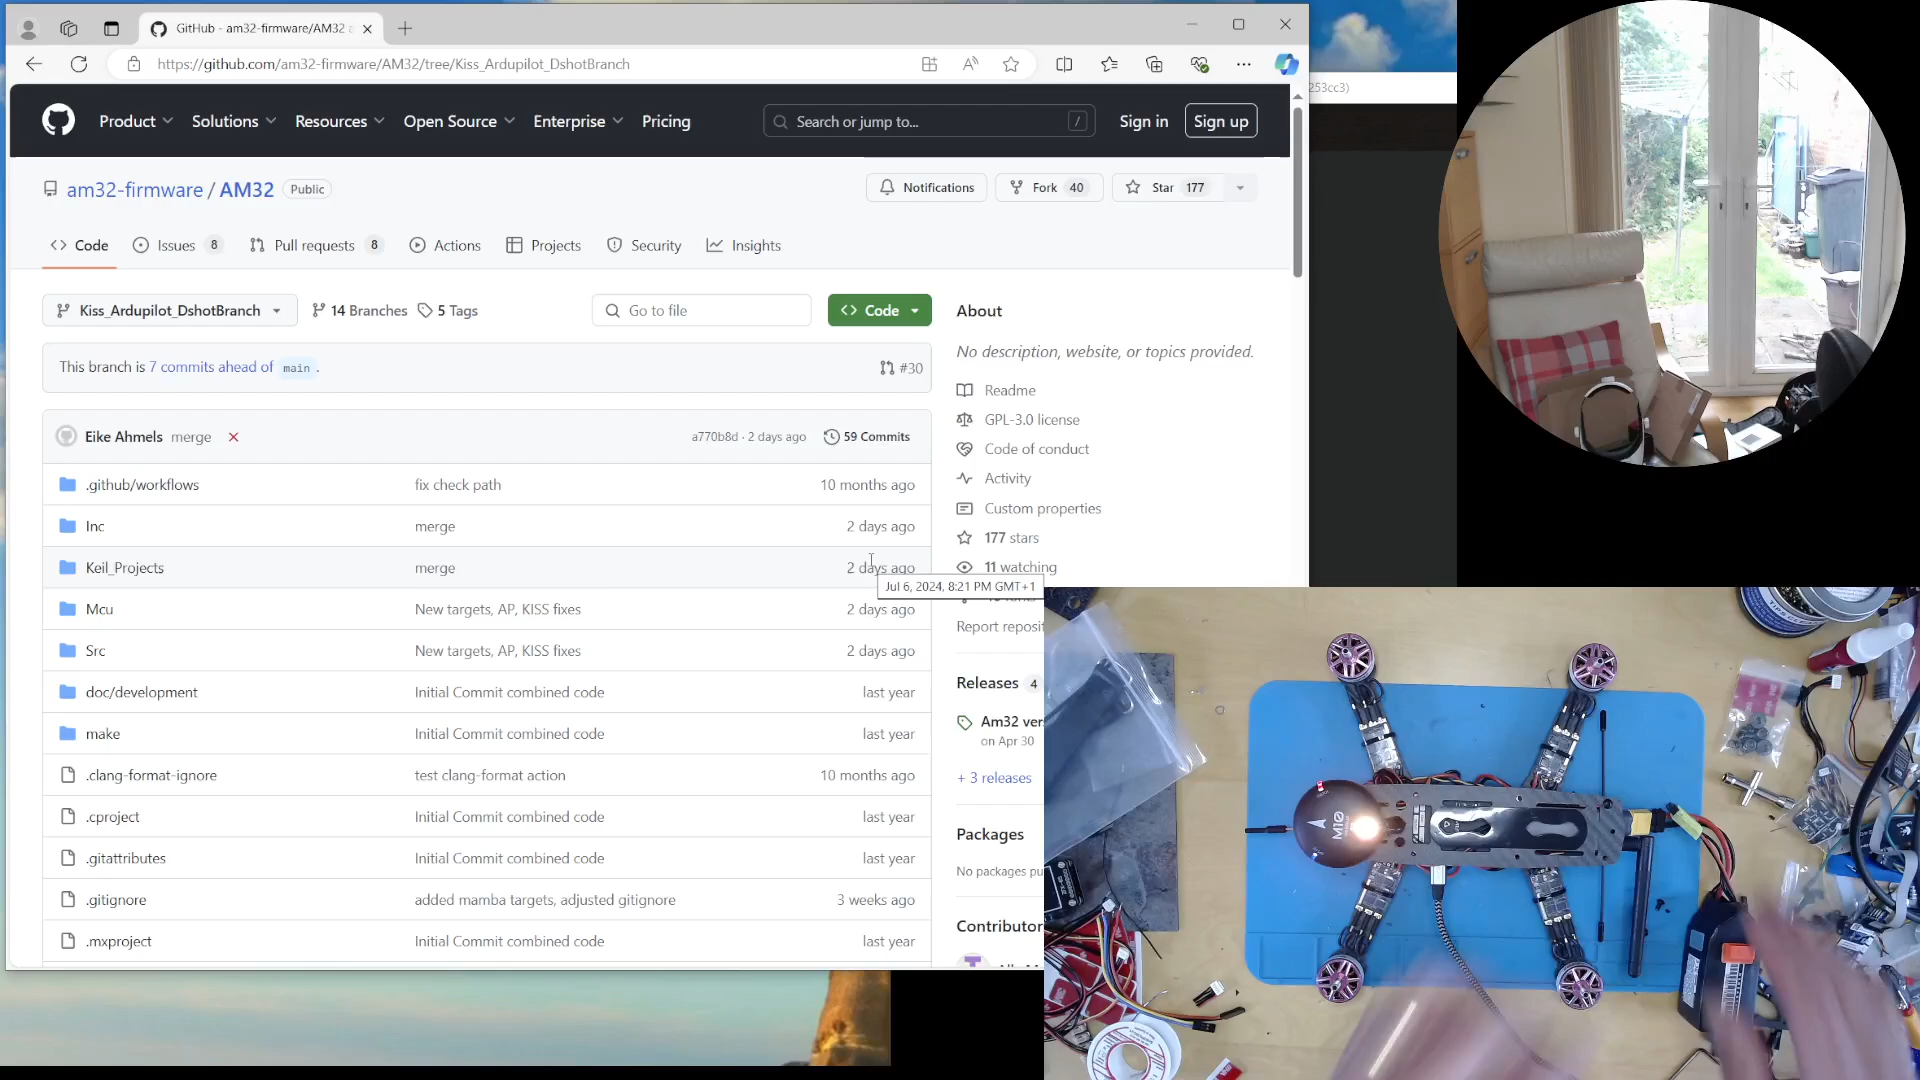 GitHub - am32-firmware/AM32 a
https://github.com/am32-firmware/AM32/tree/Kiss_Ardupilot_DshotBranch
253cc3)
Product
Solutions
Resources
Open Source
Enterprise
Pricing
Search or jump to...
/
Sign in
Sign up
am32-firmware / AM32
Public
Notifications
Fork 40
Star 177
Code
Issues 8
Pull requests 8
Actions
Projects
Security
Insights
Kiss_Ardupilot_DshotBranch
14 Branches
5 Tags
Go to file
Code
About
No description, website, or topics provided.
This branch is 7 commits ahead of main .
#30
Readme
GPL-3.0 license
Code of conduct
Activity
Custom properties
177 stars
11 watching
Report reposit
Eike Ahmels merge
a770b8d · 2 days ago
59 Commits
.github/workflows fix check path 10 months ago
Inc merge 2 days ago
Keil_Projects merge 2 days ago
Jul 6, 2024, 8:21 PM GMT+1
Mcu New targets, AP, KISS fixes 2 days ago
Src New targets, AP, KISS fixes 2 days ago
doc/development Initial Commit combined code last year
make Initial Commit combined code last year
.clang-format-ignore test clang-format action 10 months ago
.cproject Initial Commit combined code last year
.gitattributes Initial Commit combined code last year
.gitignore added mamba targets, adjusted gitignore 3 weeks ago
.mxproject Initial Commit combined code last year
Releases 4
Am32 ver
on Apr 30
+ 3 releases
Packages
No packages pu
Contributor
M10